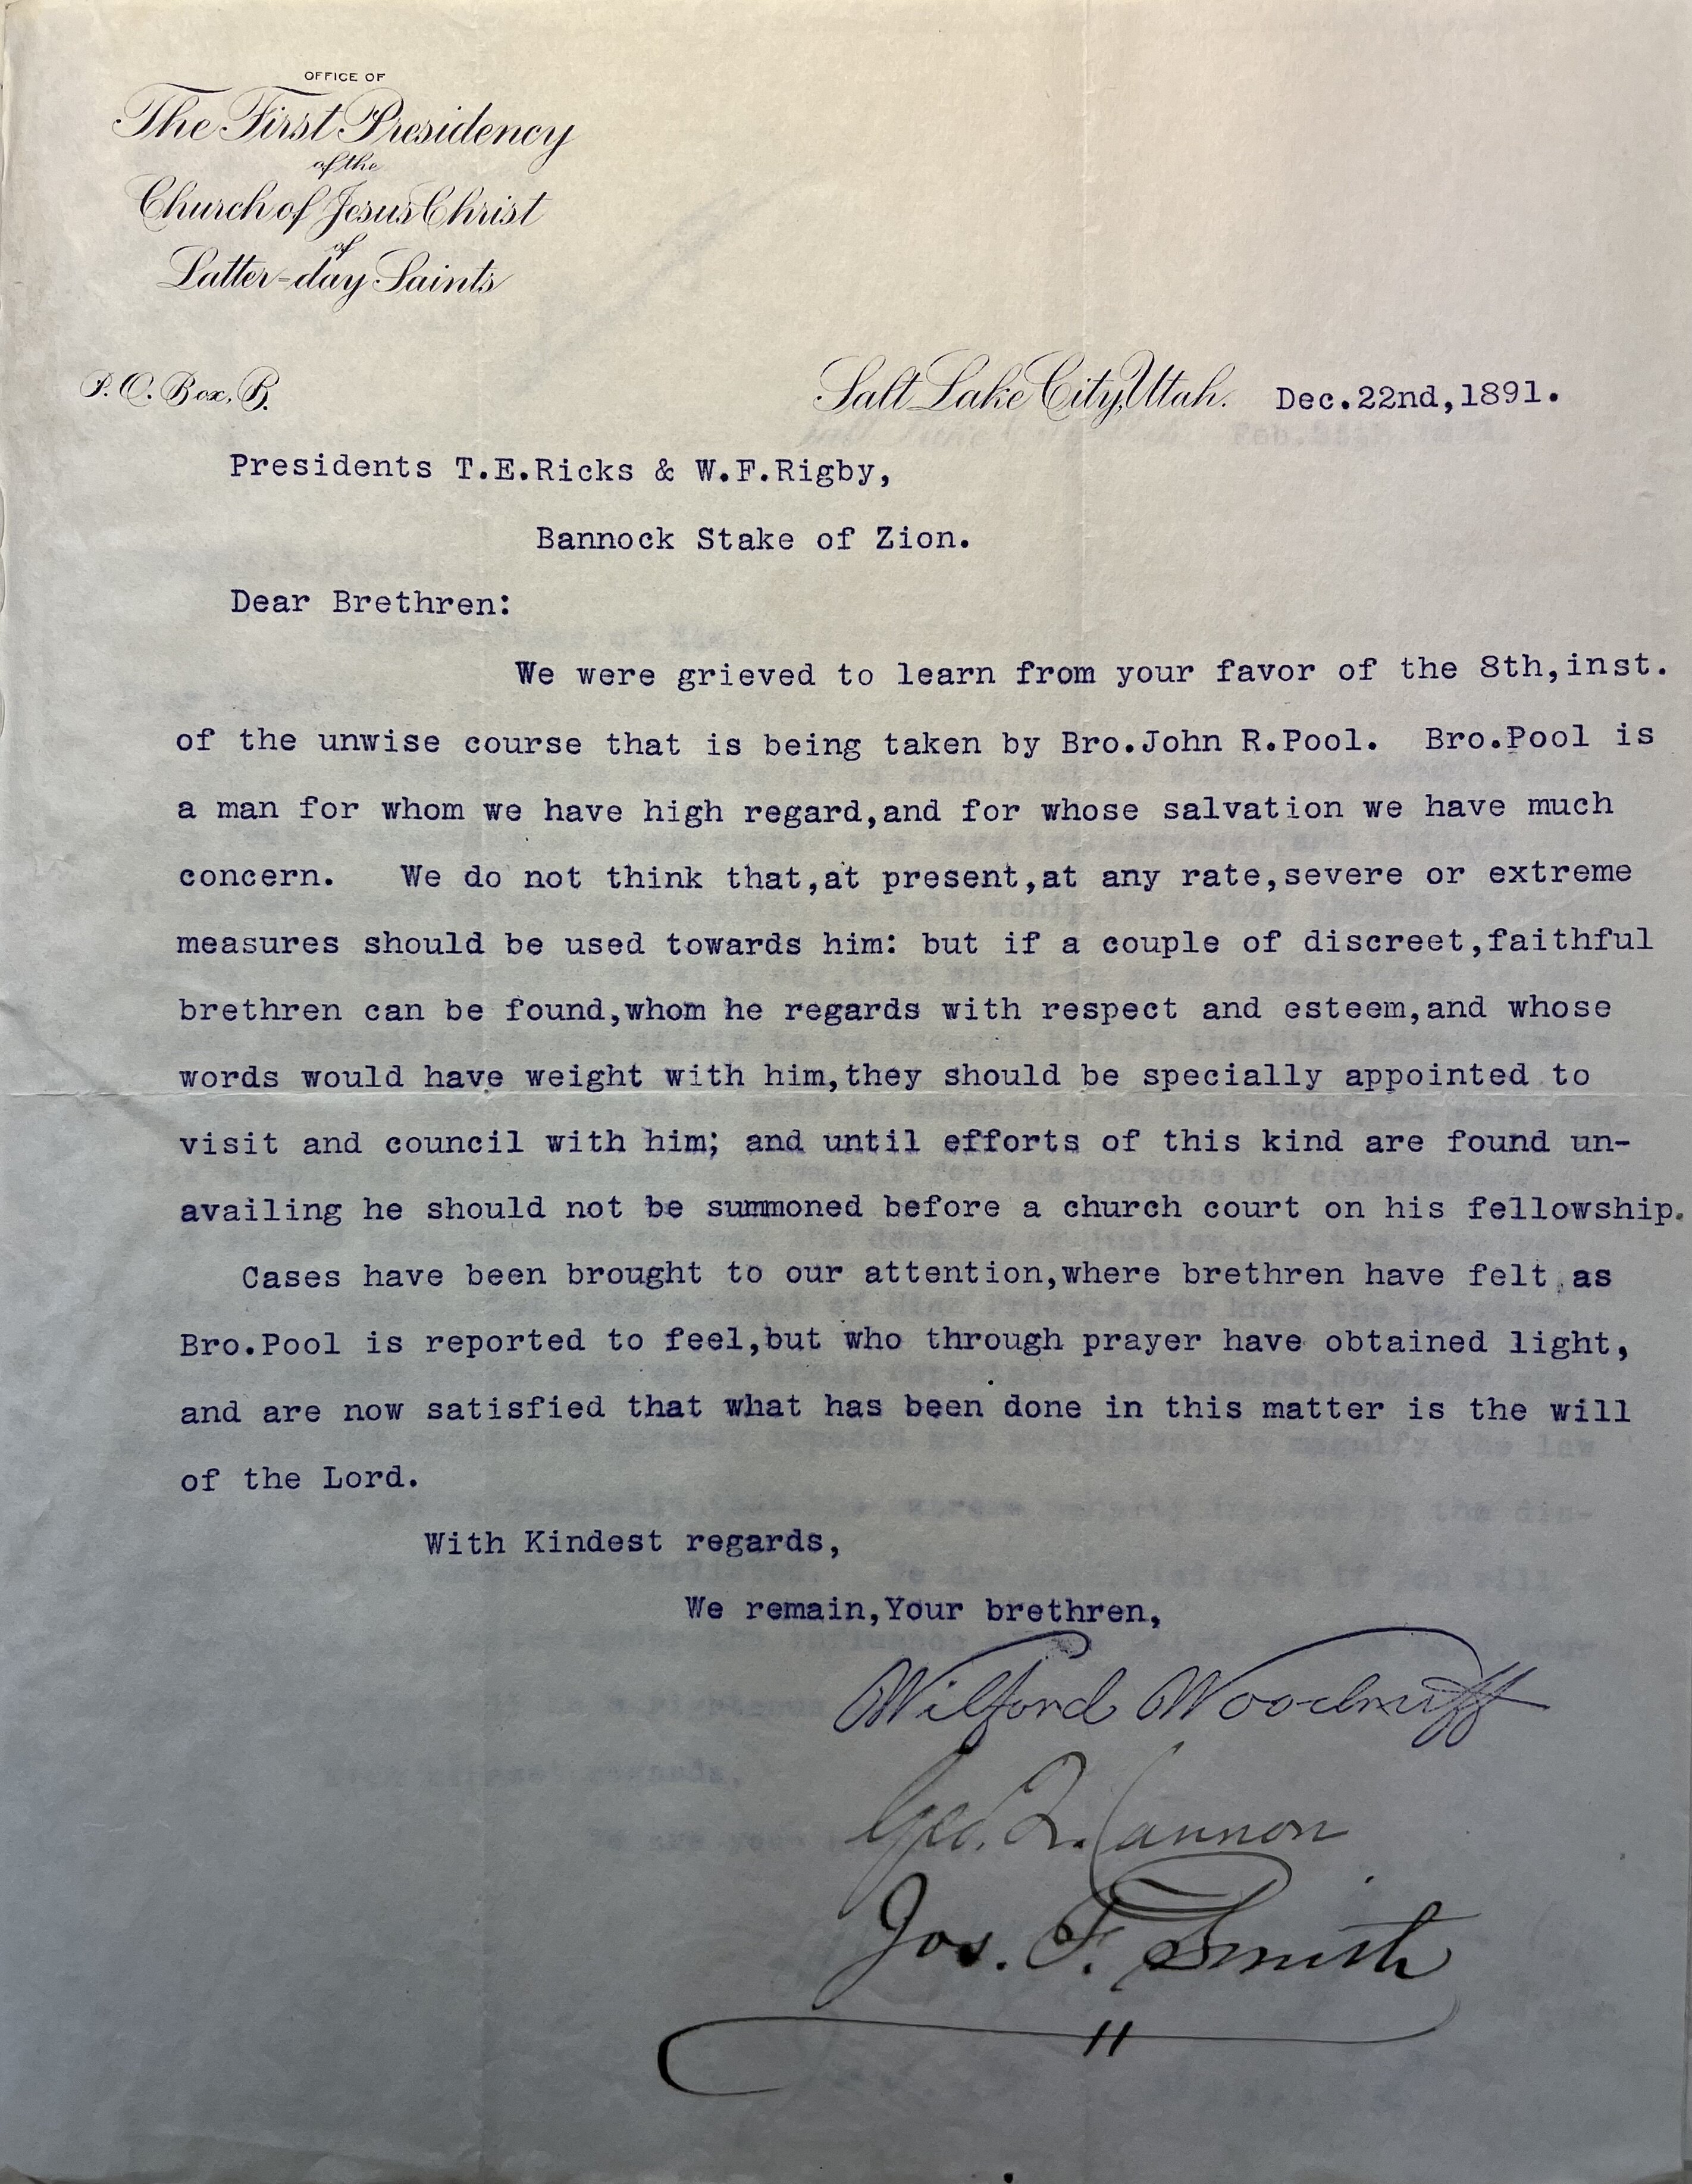 OFFICE OF
The First Presidency
of the
Church of Jesus Christ
of
Latter-day Saints
P. O. Box, B.
Salt Lake City, Utah. Dec.22nd,1891.
Presidents T.E.Ricks & W.F.Rigby,
Bannock Stake of Zion.
Dear Brethren:
We were grieved to learn from your favor of the 8th,inst.
of the unwise course that is being taken by Bro.John R.Pool. Bro.Pool is
a man for whom we have high regard,and for whose salvation we have much
concern. We do not think that,at present,at any rate,severe or extreme
measures should be used towards him: but if a couple of discreet,faithful
brethren can be found,whom he regards with respect and esteem,and whose
words would have weight with him,they should be specially appointed to
visit and council with him; and until efforts of this kind are found un-
availing he should not be summoned before a church court on his fellowship.
Cases have been brought to our attention,where brethren have felt as
Bro.Pool is reported to feel,but who through prayer have obtained light,
and are now satisfied that what has been done in this matter is the will
of the Lord.
With Kindest regards,
We remain,Your brethren,
Wilford Woodruff
Geo. Q. Cannon
Jos. F. Smith